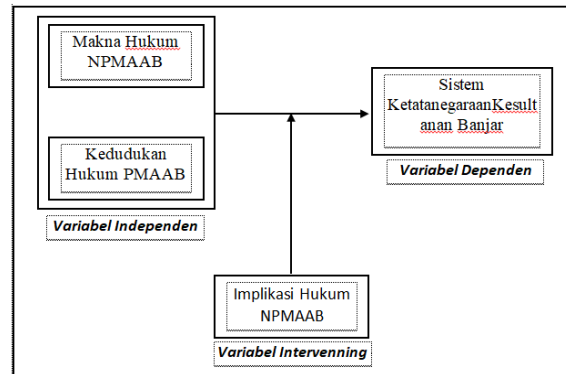 Makna Hukum
NPMAAB
Kedudukan
Hukum PMAAB
Variabel Independen
Sistem
KetatanegaraanKesult
anan Banjar
Variabel Dependen
Implikasi Hukum
NPMAAB
Variabel Intervenning